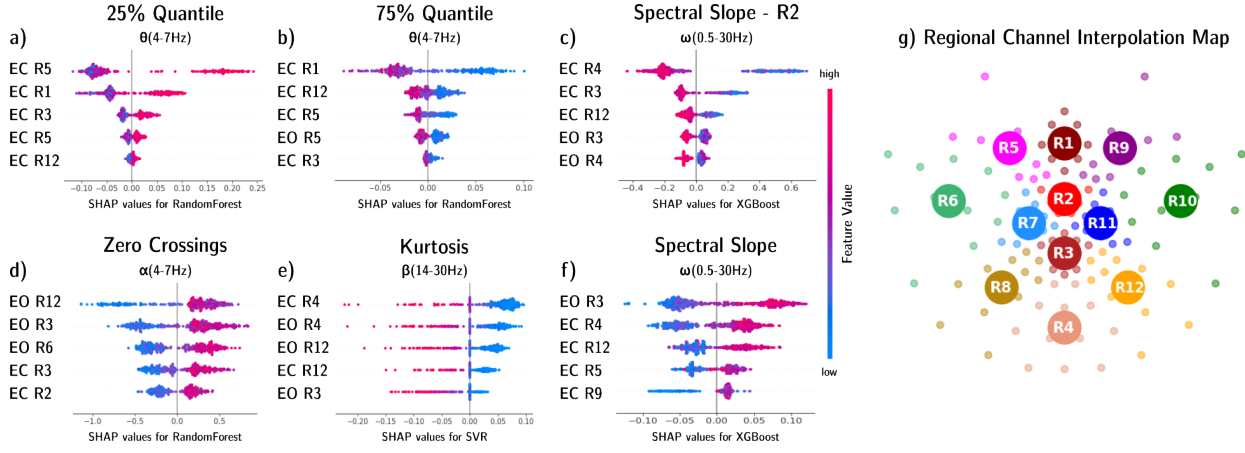 25% Quantile
a) θ(4-7Hz)
EC R5
EC R1
EC R3
EC R5
EC R12
−0.10 −0.05 0.00 0.05 0.10 0.15 0.20 0.25
SHAP values for RandomForest
75% Quantile
b) θ(4-7Hz)
EC R1
EC R12
EC R5
EO R5
EC R3
−0.05 0.00 0.05 0.10
SHAP values for RandomForest
Spectral Slope - R2
c) ω(0.5-30Hz)
EC R4
EC R3
EC R12
EO R3
EO R4
−0.4 −0.2 0.0 0.2 0.4 0.6
SHAP values for XGBoost
Zero Crossings
d) α(4-7Hz)
EO R12
EO R3
EO R6
EC R3
EC R2
−1.0 −0.5 0.0 0.5
SHAP values for RandomForest
Kurtosis
e) β(14-30Hz)
EC R4
EO R4
EO R12
EC R12
EO R3
−0.20 −0.15 −0.10 −0.05 0.00 0.05 0.10
SHAP values for SVR
Spectral Slope
f) ω(0.5-30Hz)
EO R3
EC R4
EC R12
EC R5
EC R9
−0.10 −0.05 0.00 0.05
SHAP values for XGBoost
high
Feature Value
low
g) Regional Channel Interpolation Map
R5 R1 R9
R6 R2 R10
R7 R11
R3
R8 R12
R4